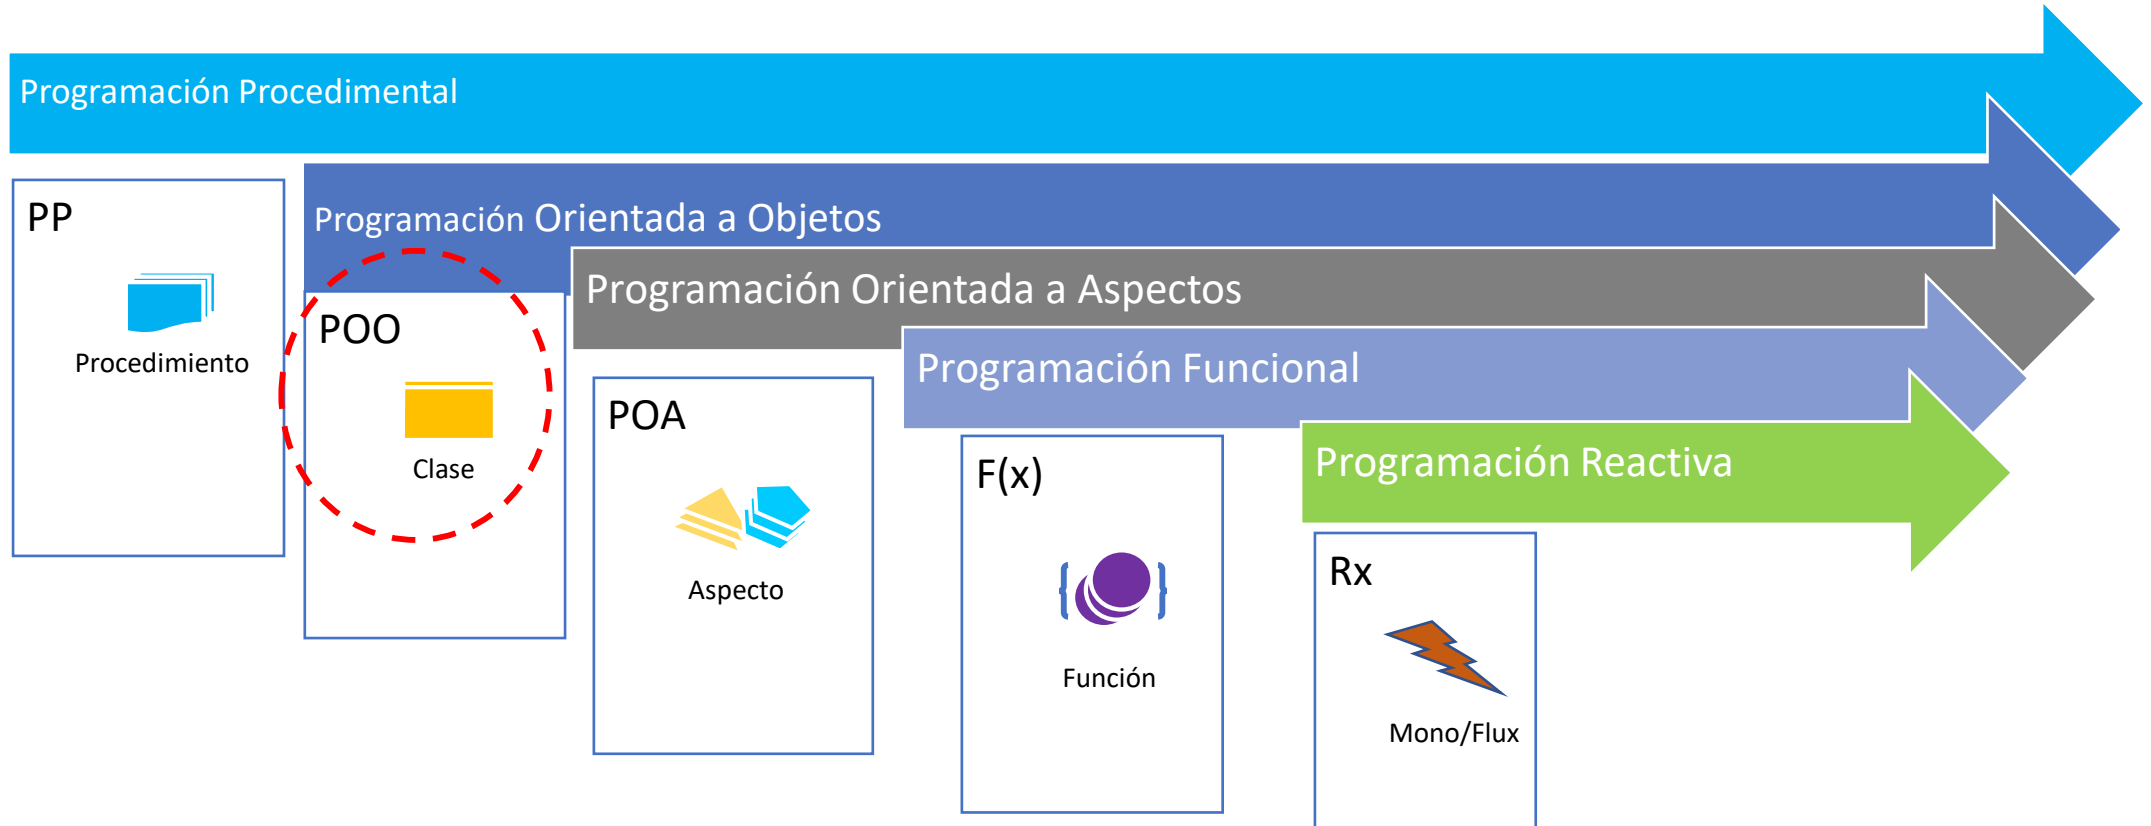 Programación Procedimental
PP
Procedimiento
Programación Orientada a Objetos
POO
Clase
Programación Orientada a Aspectos
POA
Aspecto
Programación Funcional
F(x)
Función
Programación Reactiva
Rx
Mono/Flux